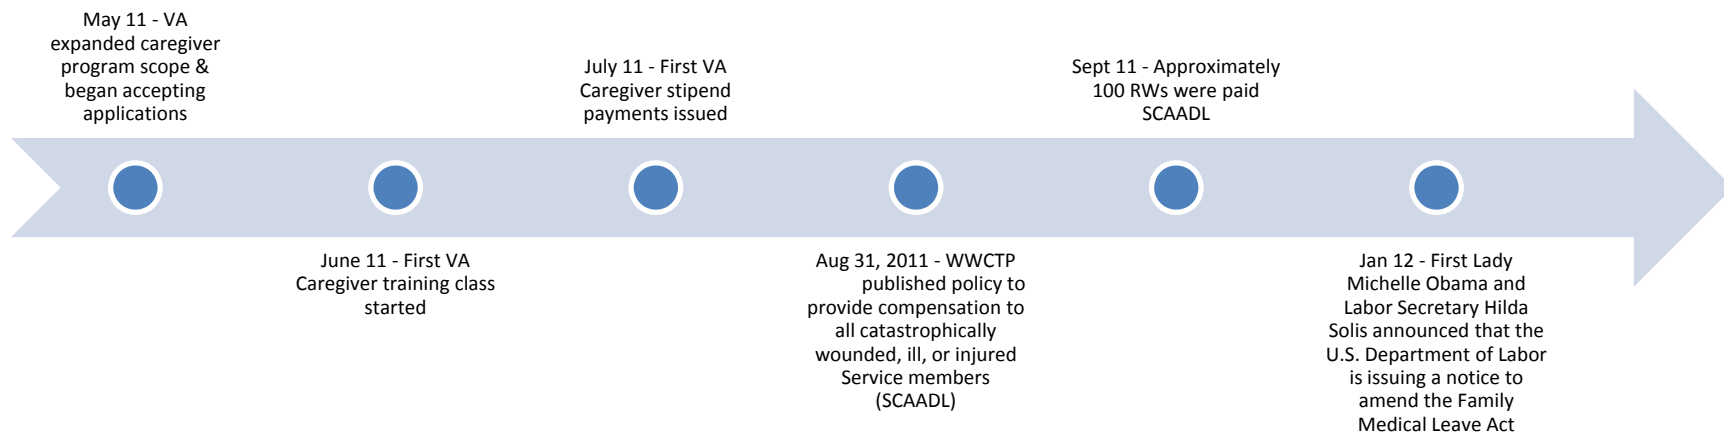 May 11 - VA
expanded caregiver
program scope &
began accepting
applications
June 11 - First VA
Caregiver training class
started
July 11 - First VA
Caregiver stipend
payments issued
Aug 31, 2011 - WWCTP
published policy to
provide compensation to
all catastrophically
wounded, ill, or injured
Service members
(SCAADL)
Sept 11 - Approximately
100 RWs were paid
SCAADL
Jan 12 - First Lady
Michelle Obama and
Labor Secretary Hilda
Solis announced that the
U.S. Department of Labor
is issuing a notice to
amend the Family
Medical Leave Act